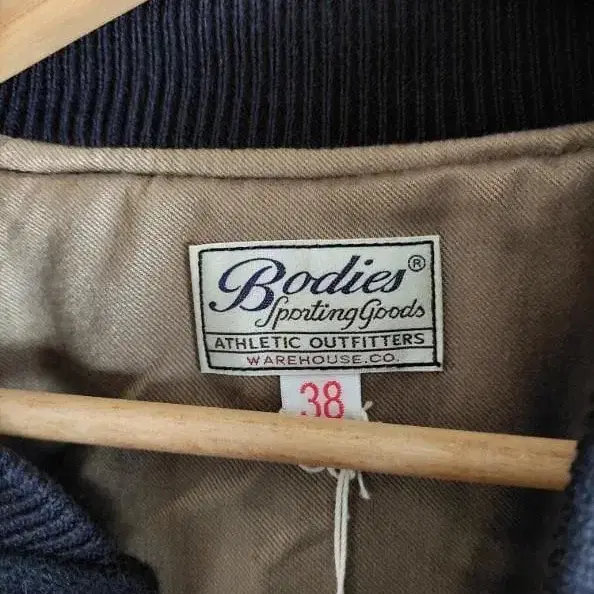 Bodies®
Sporting Goods
ATHLETIC OUTFITTERS
WAREHOUSE.CO.
38